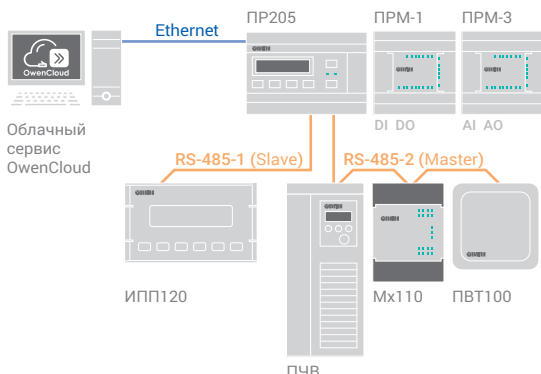 ПР205
ПРМ-1
ПРМ-3
Ethernet
OwenCloud
DI DO
AI AO
Облачный
сервис
OwenCloud
RS-485-1 (Slave)
RS-485-2 (Master)
ИПП120
Мх110
ПВТ100
ПЧВ